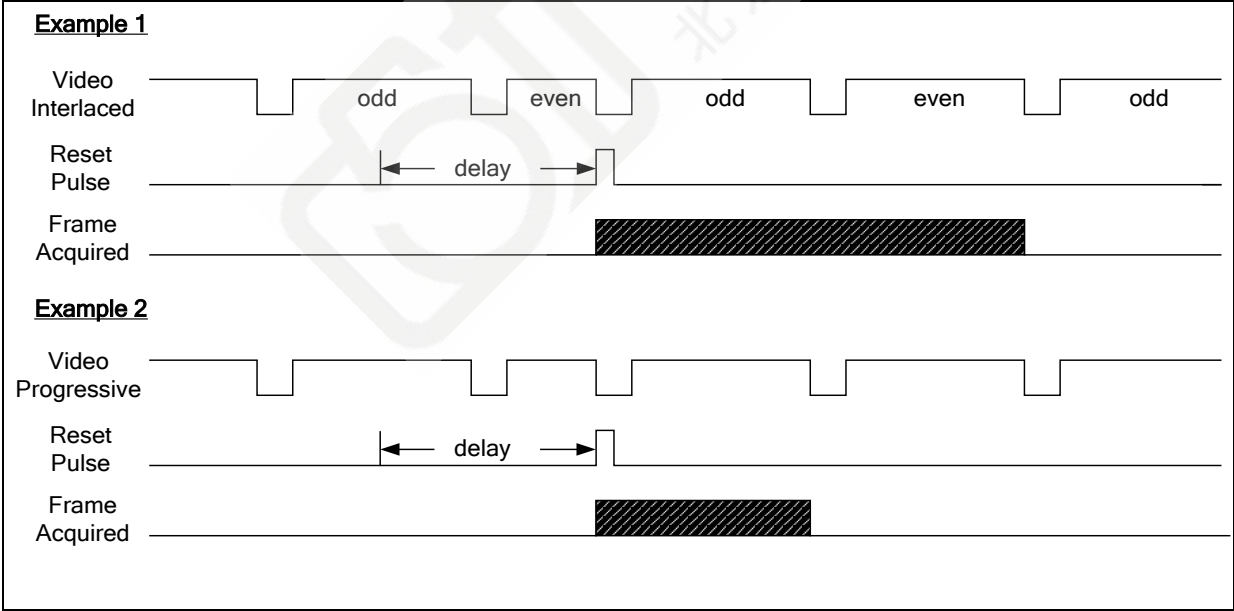 Example 1
Video
Interlaced
odd even odd even odd
Reset
Pulse
delay
Frame
Acquired
Example 2
Video
Progressive
Reset
Pulse
delay
Frame
Acquired